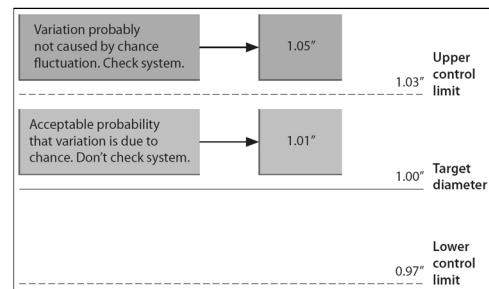 Variation probably
not caused by chance
fluctuation. Check system.
1.05″
1.03″
Upper
control
limit
Acceptable probability
that variation is due to
chance. Don't check system.
1.01″
1.00″
Target
diameter
0.97″
Lower
control
limit